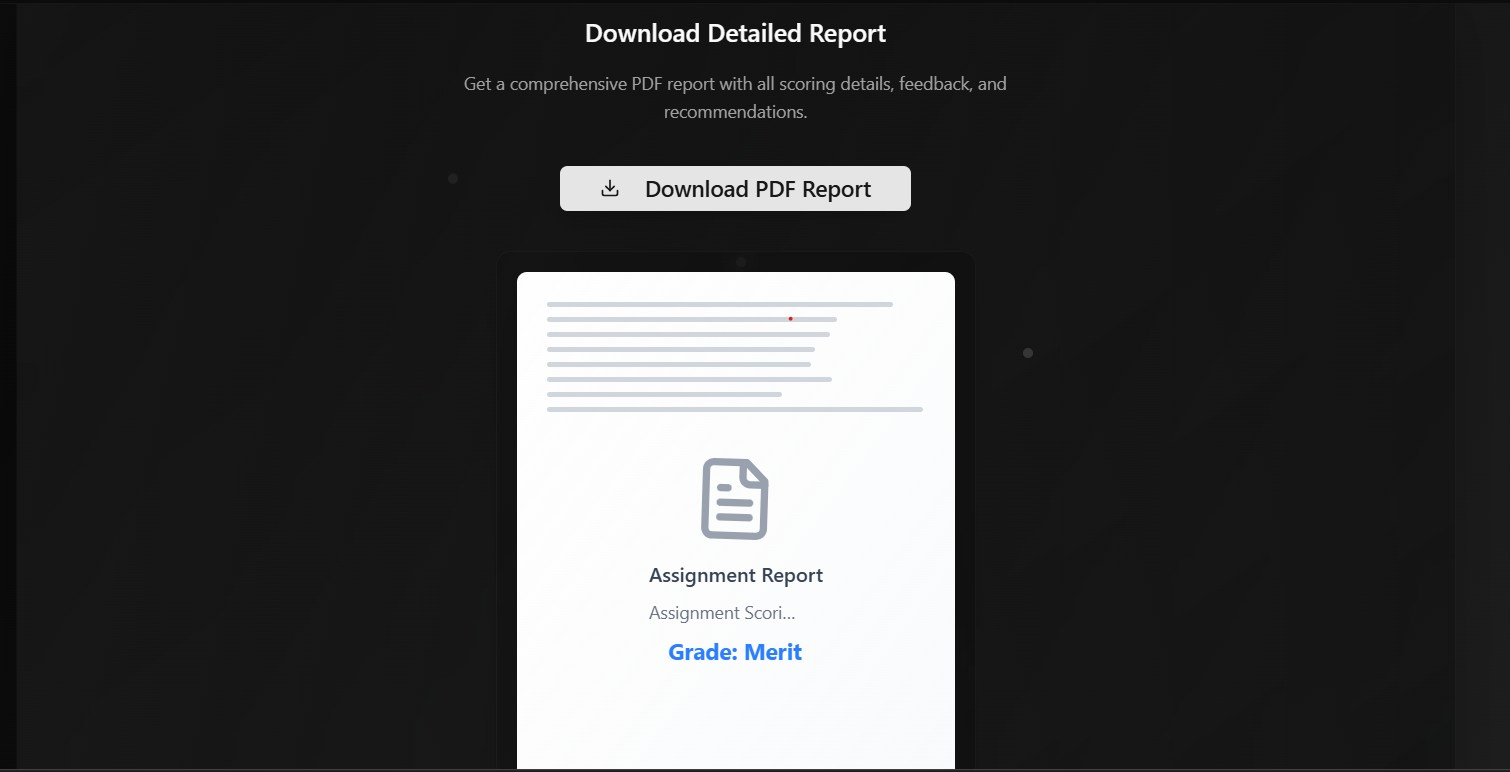 Download Detailed Report
Get a comprehensive PDF report with all scoring details, feedback, and
recommendations.
Download PDF Report
Assignment Report
Assignment Scori...
Grade: Merit